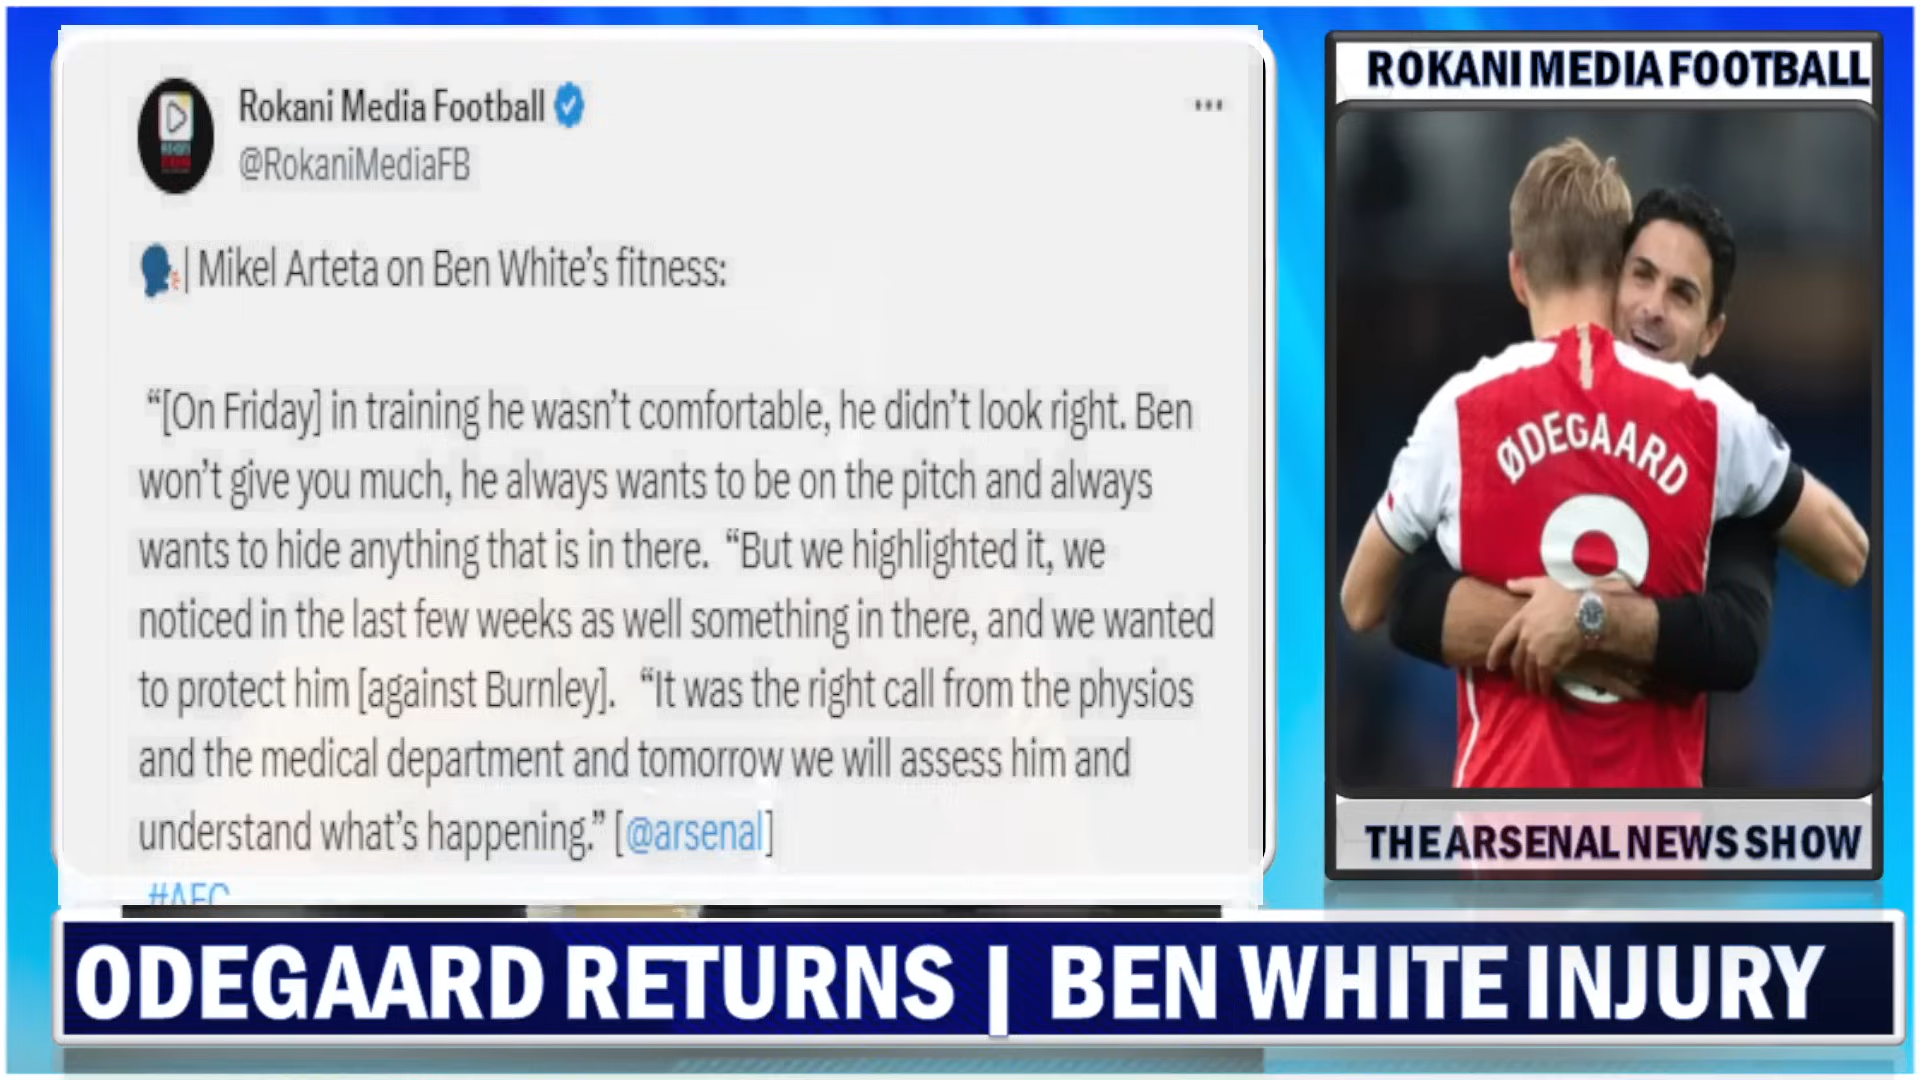 Rokani Media Football
@RokaniMediaFB
| Mikel Arteta on Ben White’s fitness:
“[On Friday] in training he wasn’t comfortable, he didn’t look right. Ben
won’t give you much, he always wants to be on the pitch and always
wants to hide anything that is in there. “But we highlighted it, we
noticed in the last few weeks as well something in there, and we wanted
to protect him [against Burnley]. “It was the right call from the physios
and the medical department and tomorrow we will assess him and
understand what’s happening.” [@arsenal]
#AFC
ROKANI MEDIA FOOTBALL
ØDEGAARD
8
THE ARSENAL NEWS SHOW
ODEGAARD RETURNS | BEN WHITE INJURY